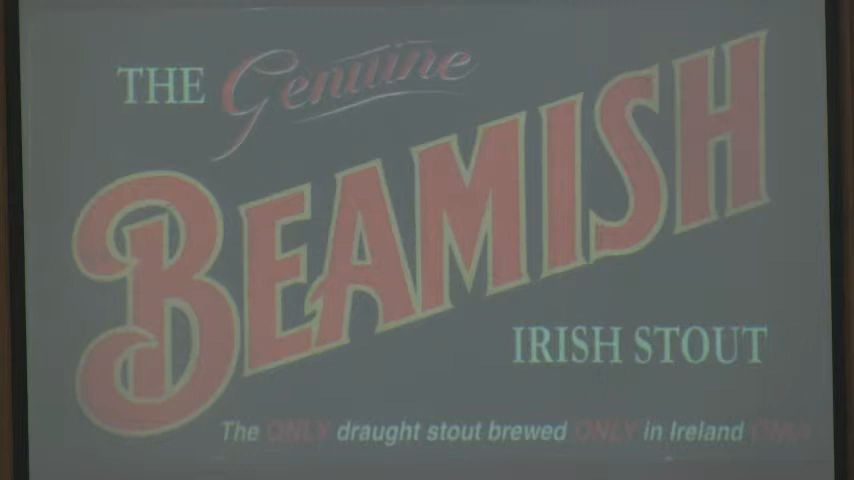 THE Genuine
BEAMISH
IRISH STOUT
The ONLY draught stout brewed ONLY in Ireland